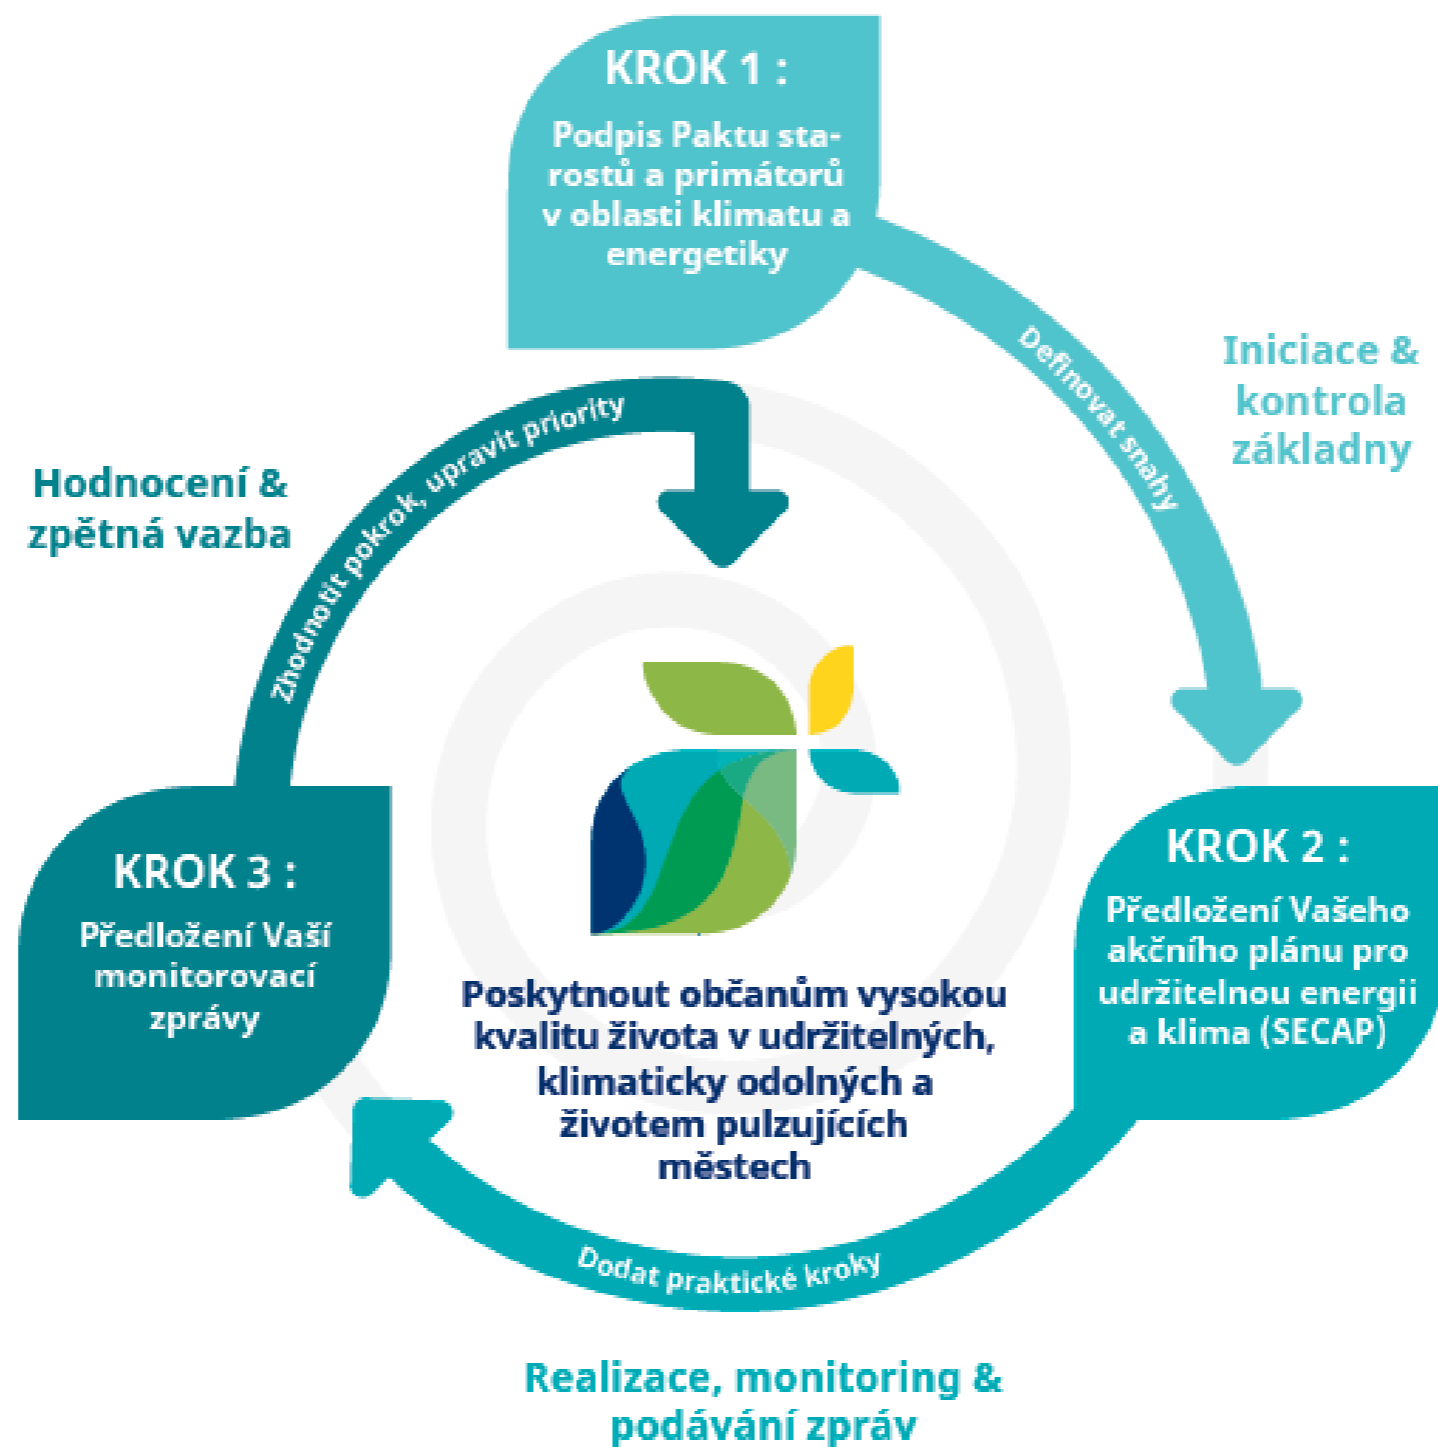 KROK 1 :
Podpis Paktu sta-
rostů a primátorů
v oblasti klimatu a
energetiky
Definovat snahy
Iniciace &
kontrola
základny
KROK 2 :
Předložení Vašeho
akčního plánu pro
udržitelnou energii
a klima (SECAP)
Dodat praktické kroky
Realizace, monitoring &
podávání zpráv
KROK 3 :
Předložení Vaší
monitorovací
zprávy
Zhodnotit pokrok, upravit priority
Hodnocení &
zpětná vazba
Poskytnout občanům vysokou
kvalitu života v udržitelných,
klimaticky odolných a
životem pulzujících
městech